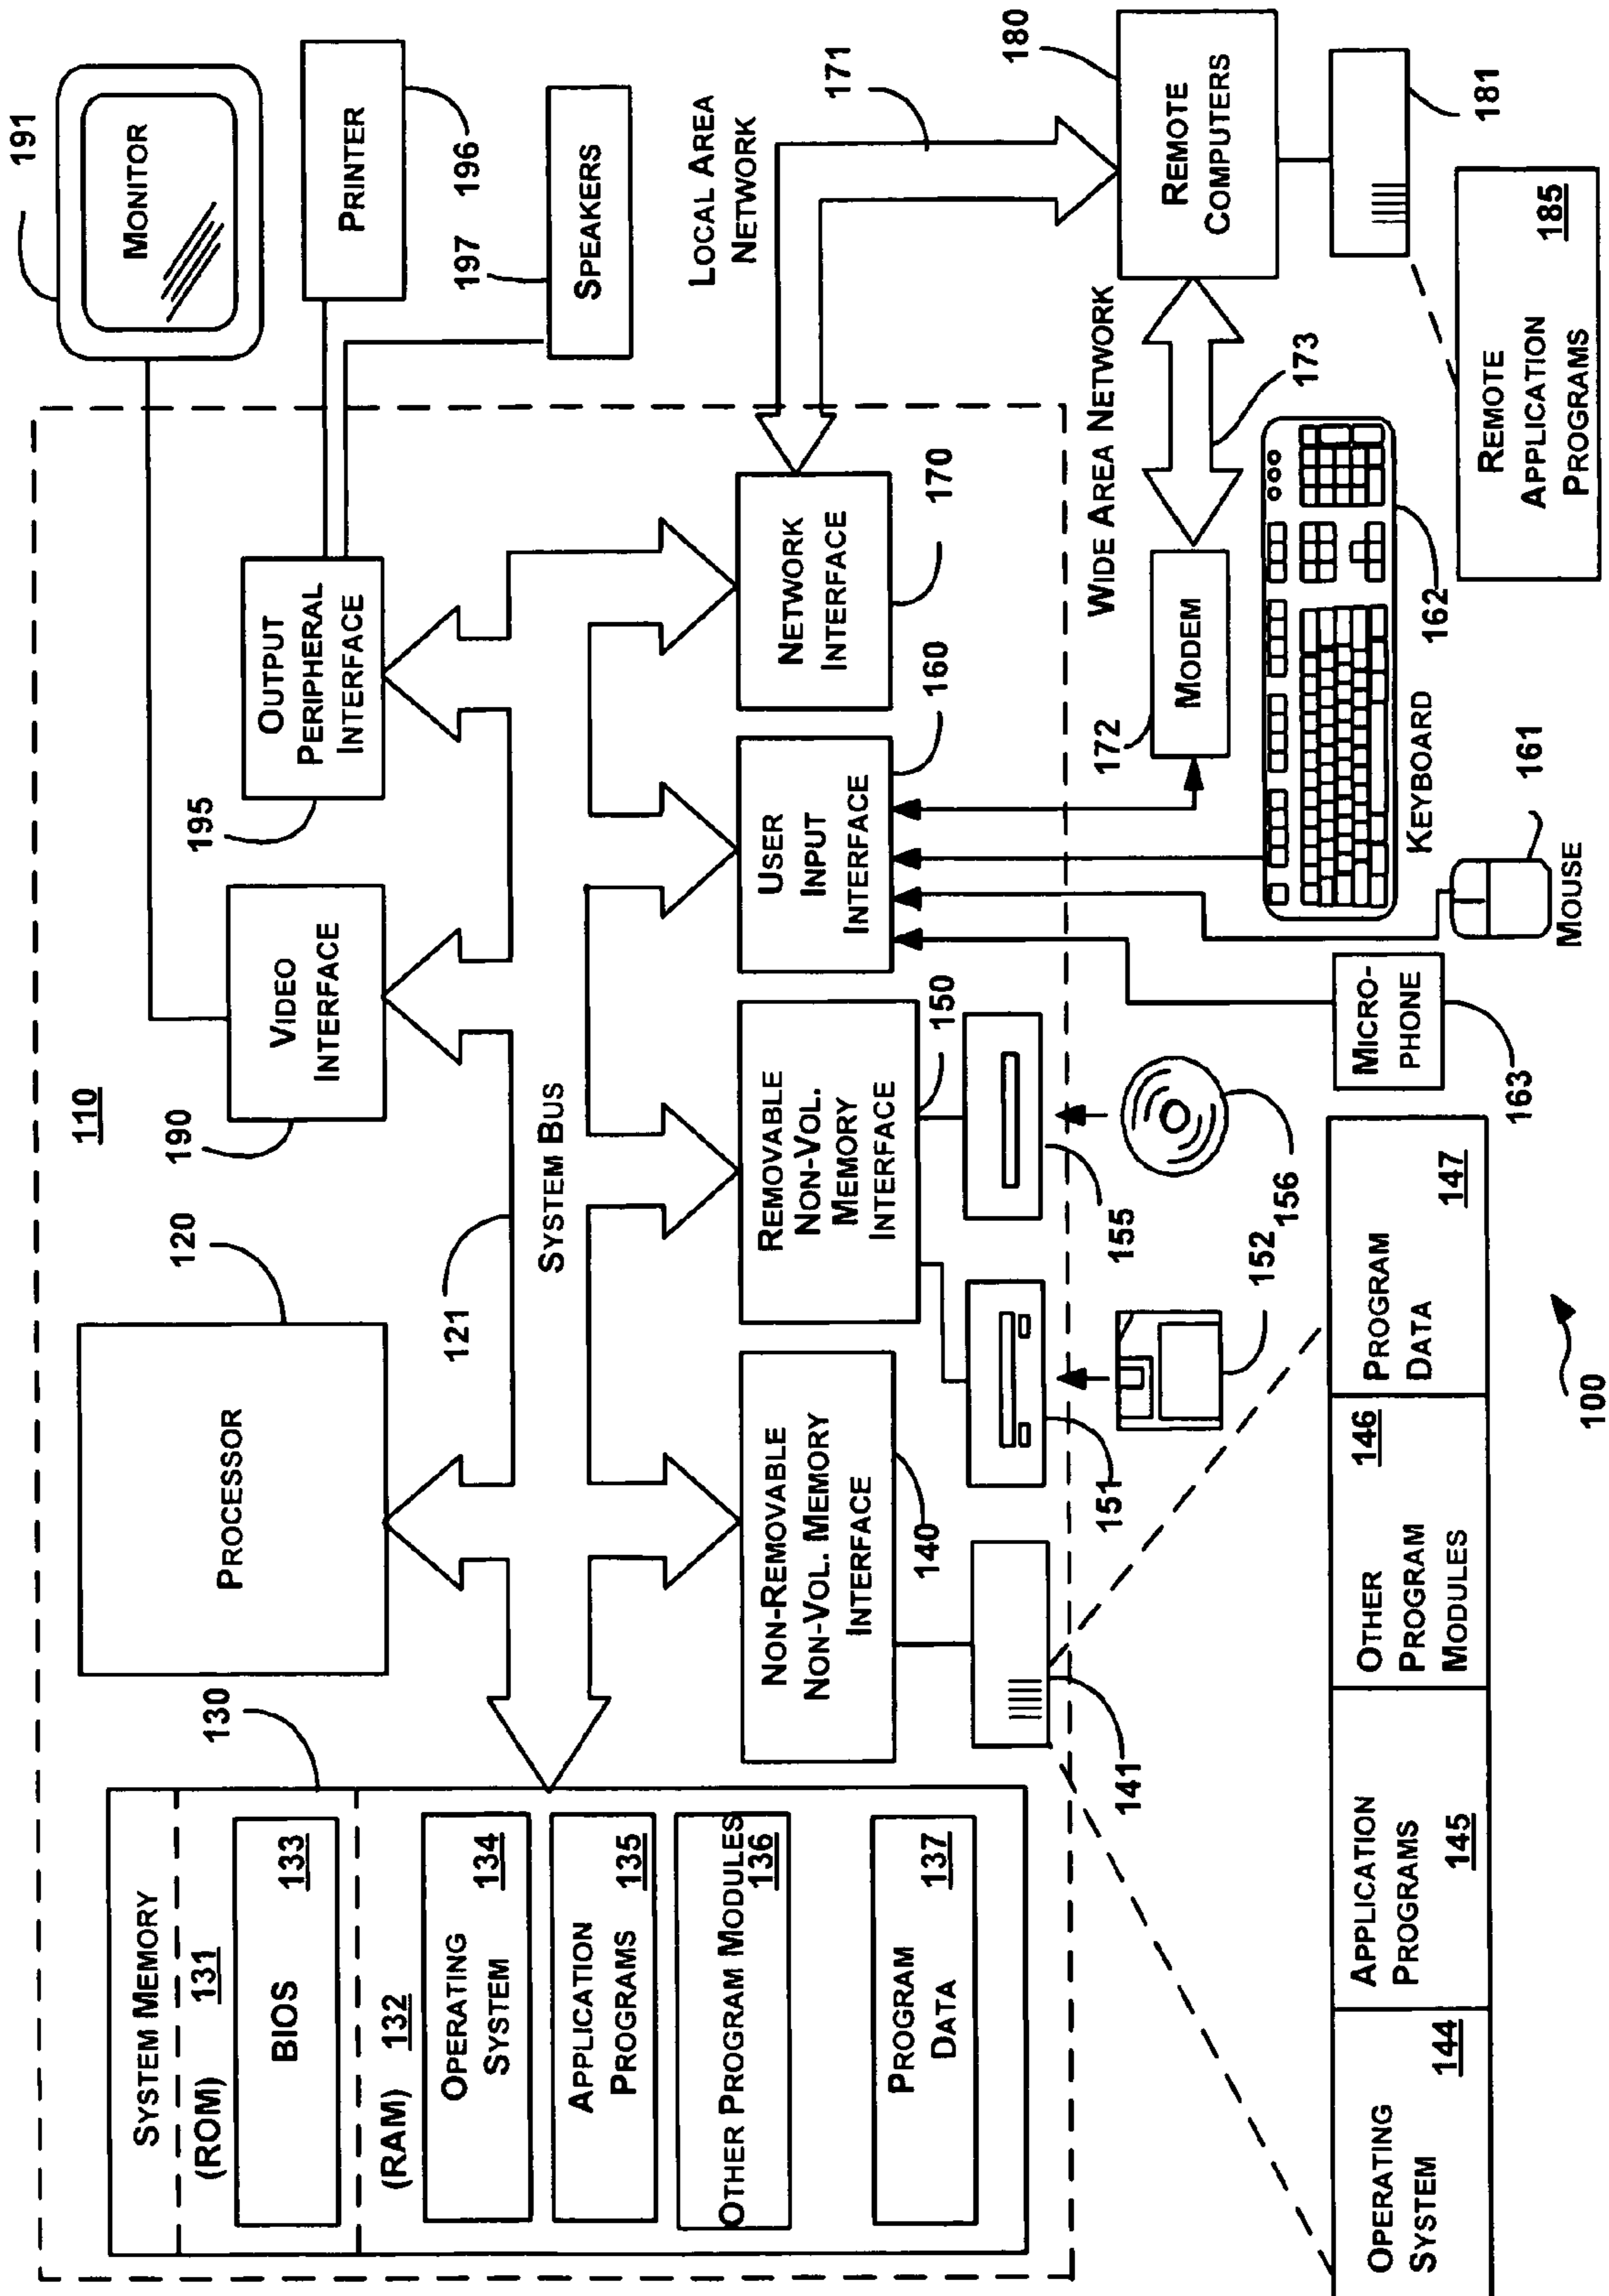 SYSTEM MEMORY
(ROM) 131
BIOS 133
(RAM) 132
OPERATING
SYSTEM
134
APPLICATION
PROGRAMS
135
OTHER PROGRAM MODULES
136
PROGRAM
DATA
137
130
PROCESSOR
120
110
190
VIDEO
INTERFACE
195
OUTPUT
PERIPHERAL
INTERFACE
191
MONITOR
PRINTER
196
197
SPEAKERS
121
SYSTEM BUS
NON-REMOVABLE
NON-VOL. MEMORY
INTERFACE
140
REMOVABLE
NON-VOL.
MEMORY
INTERFACE
150
USER
INPUT
INTERFACE
160
NETWORK
INTERFACE
170
LOCAL AREA
NETWORK
171
141
151
155
152
156
172
MODEM
WIDE AREA NETWORK
173
180
REMOTE
COMPUTERS
181
KEYBOARD
162
161
MOUSE
MICRO-
PHONE
163
OPERATING
SYSTEM
144
APPLICATION
PROGRAMS
145
OTHER
PROGRAM
MODULES
146
PROGRAM
DATA
147
REMOTE
APPLICATION
PROGRAMS
185
100